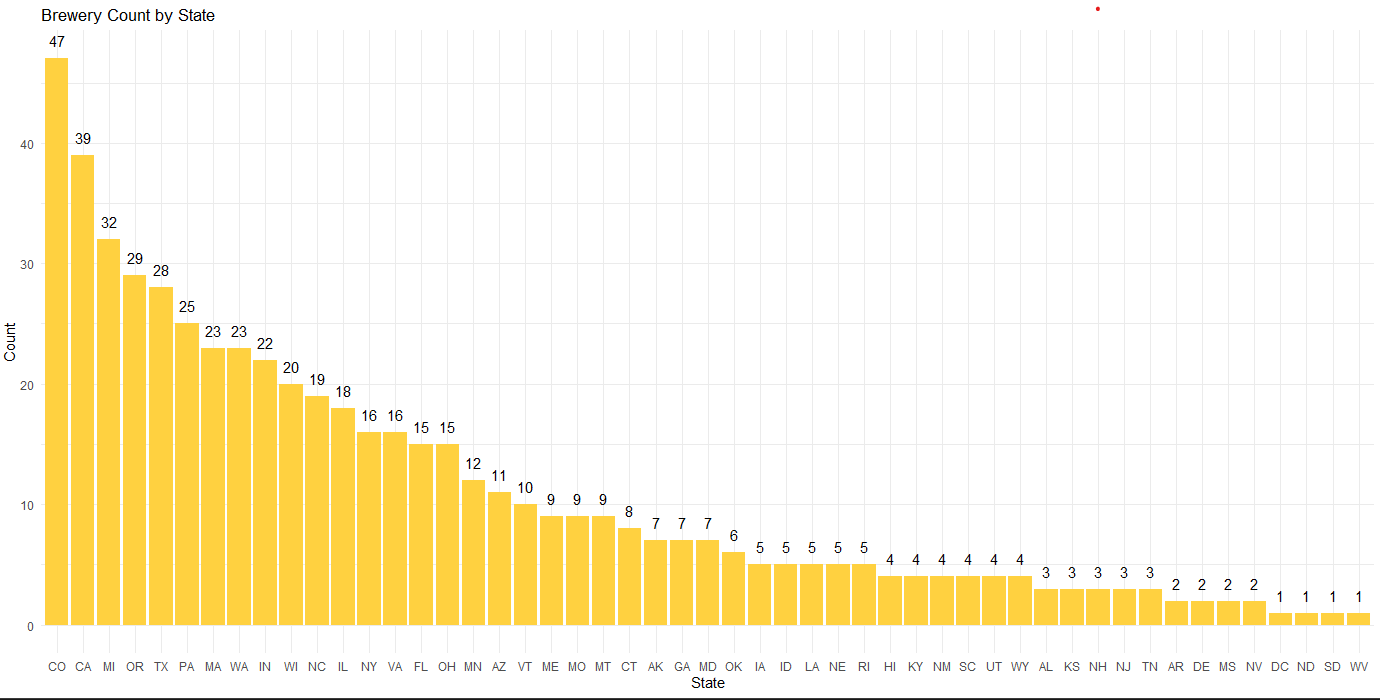 Brewery Count by State
47
39
32
29
28
25
23 23
22
20
19
18
16 16
15 15
12
11
10
9 9 9
8
7 7 7
6
5 5 5 5 5
4 4 4 4 4 4
3 3 3 3 3
2 2 2 2
1 1 1 1
40
30
20
10
0
Count
CO CA MI OR TX PA MA WA IN WI NC IL NY VA FL OH MN AZ VT ME MO MT CT AK GA MD OK IA ID LA NE RI HI KY NM SC UT WY AL KS NH NJ TN AR DE MS NV DC ND SD WV
State